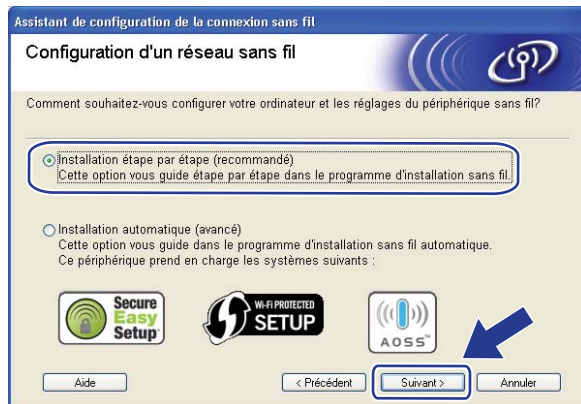 Assistant de configuration de la connexion sans fil
Configuration d'un réseau sans fil
Comment souhaitez-vous configurer votre ordinateur et les réglages du périphérique sans fil?
Installation étape par étape (recommandé)
Cette option vous guide étape par étape dans le programme d'installation sans fil.
Installation automatique (avancé)
Cette option vous guide dans le programme d'installation sans fil automatique.
Ce périphérique prend en charge les systèmes suivants :
Secure
Easy
Setup™
Wi-Fi PROTECTED
SETUP
AOSS™
Aide
< Précédent
Suivant >
Annuler